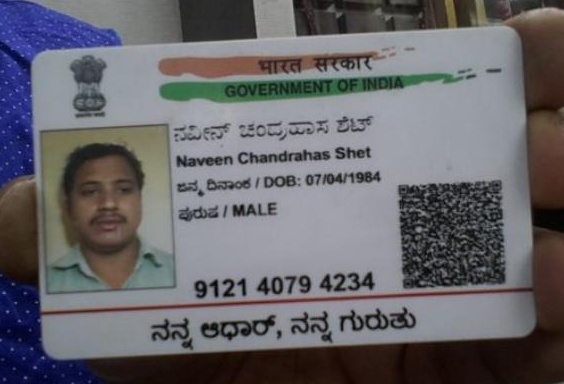 भारत सरकार
GOVERNMENT OF INDIA
ನವೀನ್ ಚಂದ್ರಹಾಸ ಶೆಟ್
Naveen Chandrahas Shet
ಜನ್ಮ ದಿನಾಂಕ / DOB: 07/04/1984
ಪುರುಷ / MALE
9121 4079 4234
ನನ್ನ ಆಧಾರ್, ನನ್ನ ಗುರುತು